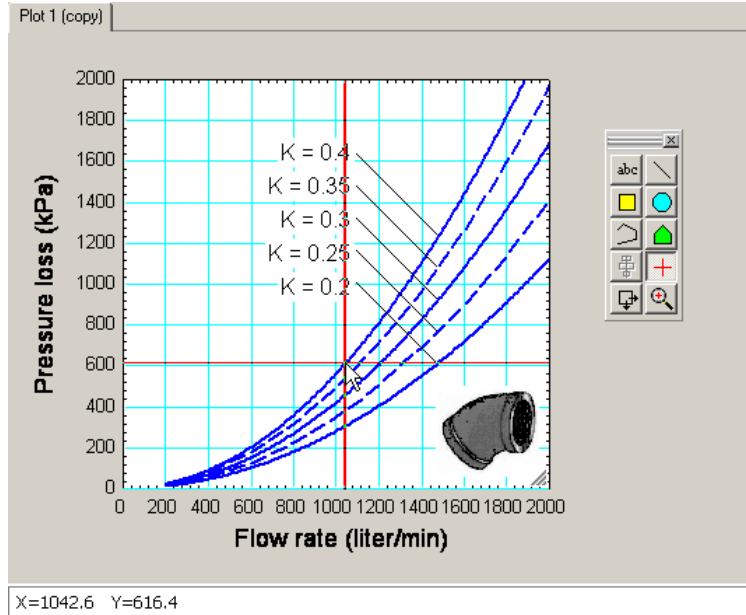 Plot 1 (copy)
2000
1800
1600
1400
1200
1000
800
600
400
200
0
Pressure loss (kPa)
K = 0.4
K = 0.35
K = 0.3
K = 0.25
K = 0.2
0 200 400 600 800 1000 1200 1400 1600 1800 2000
Flow rate (liter/min)
abc
X=1042.6 Y=616.4